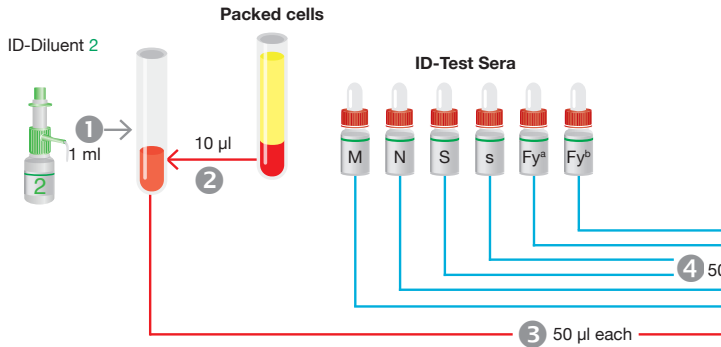 Packed cells
ID-Diluent 2
ID-Test Sera
1
1 ml
10 µl
2
2
M N S s Fyᵃ Fyᵇ
4 50
3 50 µl each